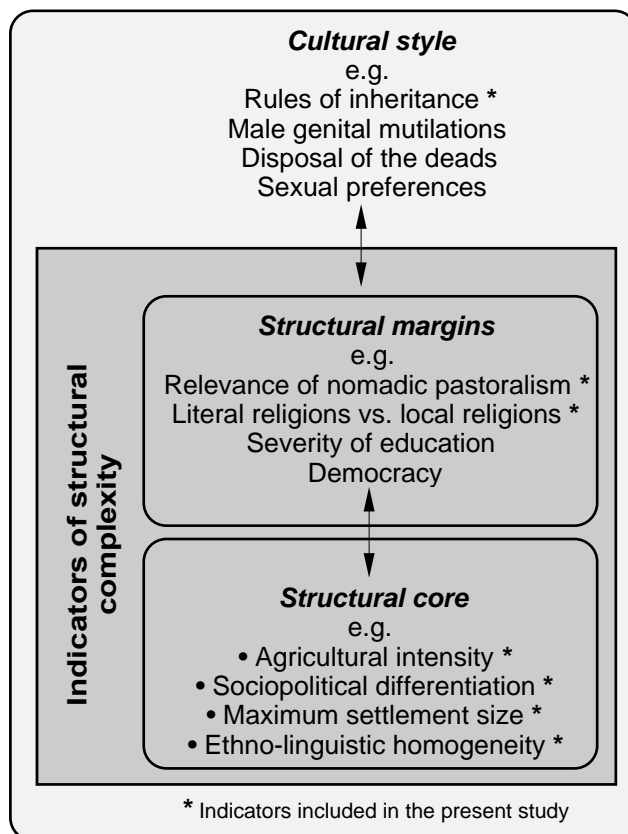 Cultural style
e.g.
Rules of inheritance *
Male genital mutilations
Disposal of the deads
Sexual preferences
Indicators of structural
complexity
Structural margins
e.g.
Relevance of nomadic pastoralism *
Literal religions vs. local religions *
Severity of education
Democracy
Structural core
e.g.
• Agricultural intensity *
• Sociopolitical differentiation *
• Maximum settlement size *
• Ethno-linguistic homogeneity *
* Indicators included in the present study